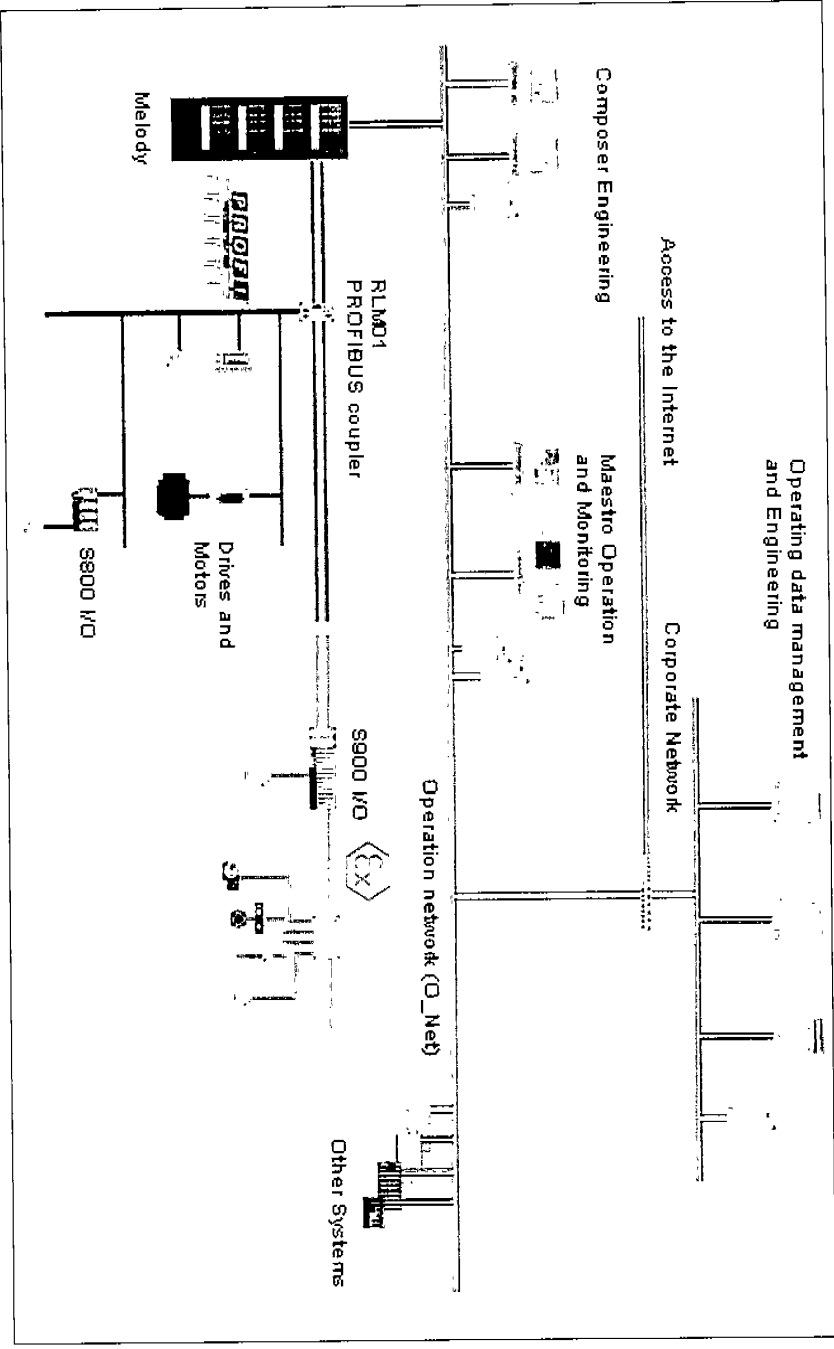 Operating data management
and Engineering
Access to the Internet
Corporate Network
Composer Engineering
Maestro Operation
and Monitoring
Operation network (O_Net)
Melody
RLM01
PROFIBUS coupler
S900 I/O
Ex
Other Systems
Drives and
Motors
S800 I/O